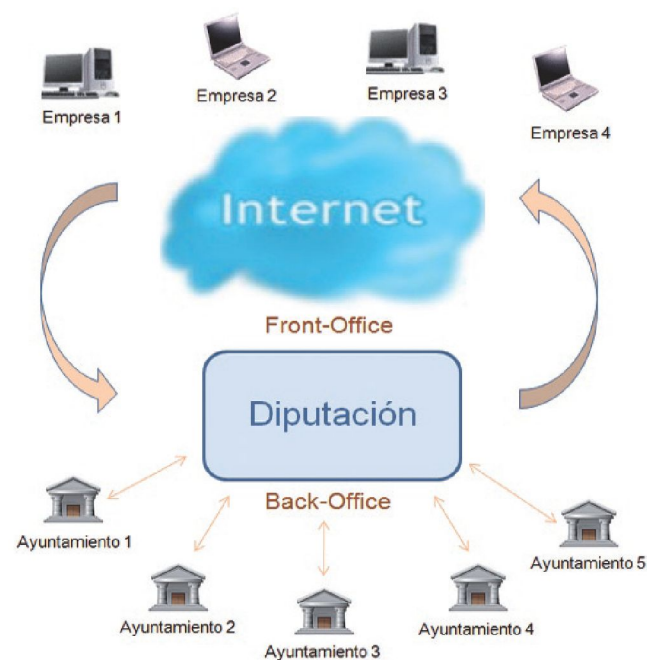 Empresa 1
Empresa 2
Empresa 3
Empresa 4
Internet
Front-Office
Diputación
Back-Office
Ayuntamiento 1
Ayuntamiento 2
Ayuntamiento 3
Ayuntamiento 4
Ayuntamiento 5